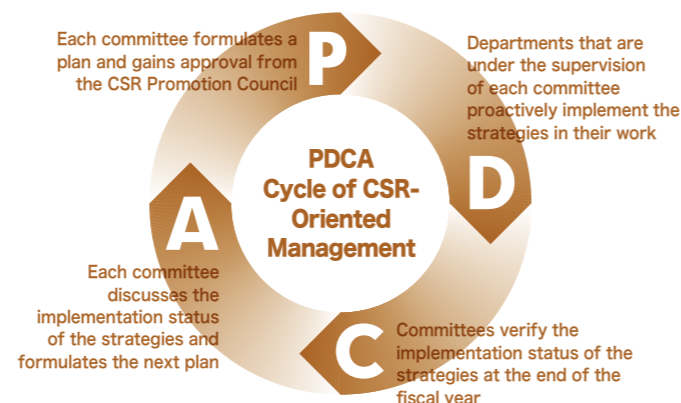 Each committee formulates a
plan and gains approval from
the CSR Promotion Council
P
Departments that are
under the supervision
of each committee
proactively implement the
strategies in their work
D
PDCA
Cycle of CSR-
Oriented
Management
A
Each committee
discusses the
implementation status
of the strategies and
formulates the next plan
C
Committees verify the
implementation status of the
strategies at the end of the
fiscal year